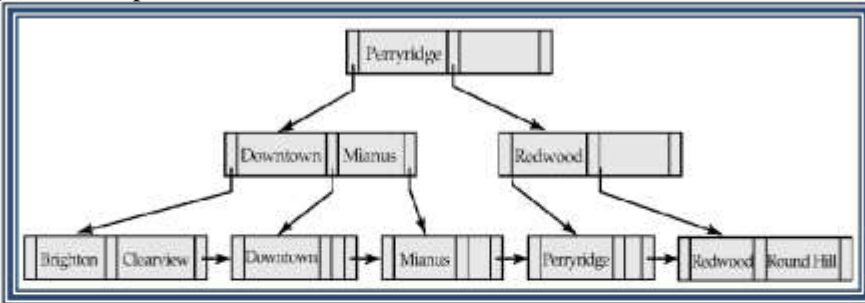 Perryridge
Downtown Mianus Redwood
Brighton Clearview Downtown Mianus Perryridge Redwood Round Hill